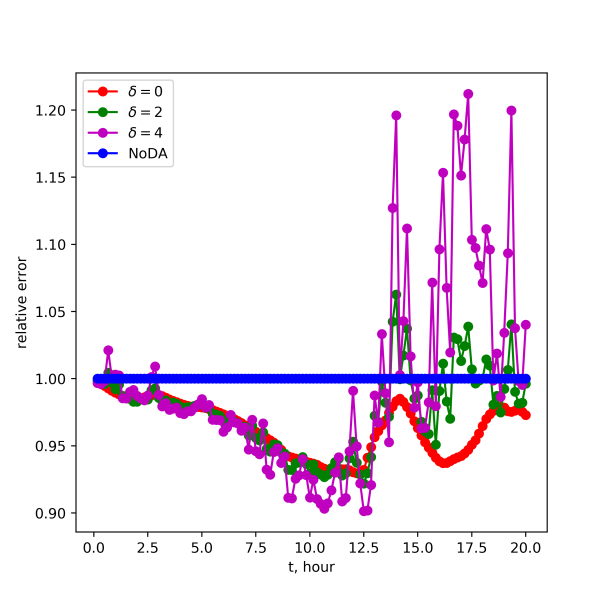 δ = 0
δ = 2
δ = 4
NoDA
relative error
1.20
1.15
1.10
1.05
1.00
0.95
0.90
0.0 2.5 5.0 7.5 10.0 12.5 15.0 17.5 20.0
t, hour